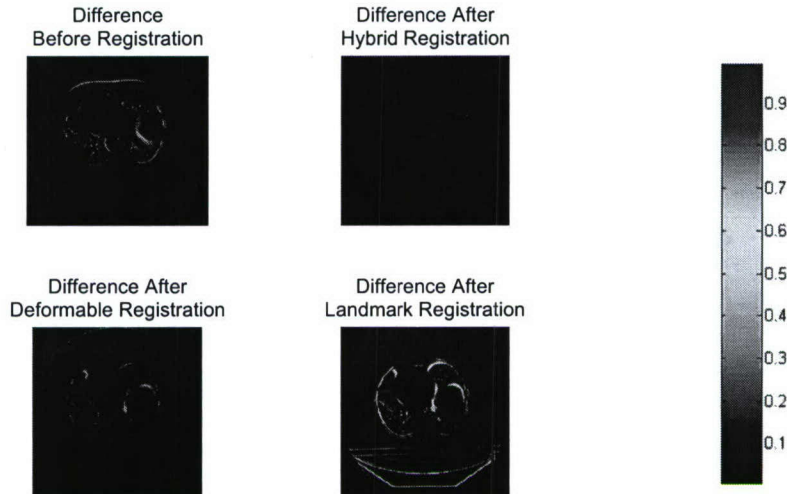 Difference
Before Registration
Difference After
Hybrid Registration
Difference After
Deformable Registration
Difference After
Landmark Registration
0.9
0.8
0.7
0.6
0.5
0.4
0.3
0.2
0.1